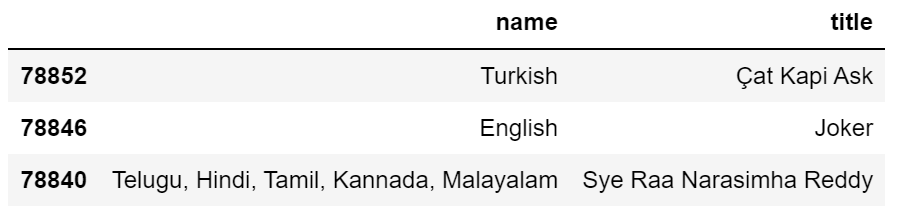 name title
78852 Turkish Çat Kapi Ask
78846 English Joker
78840 Telugu, Hindi, Tamil, Kannada, Malayalam Sye Raa Narasimha Reddy